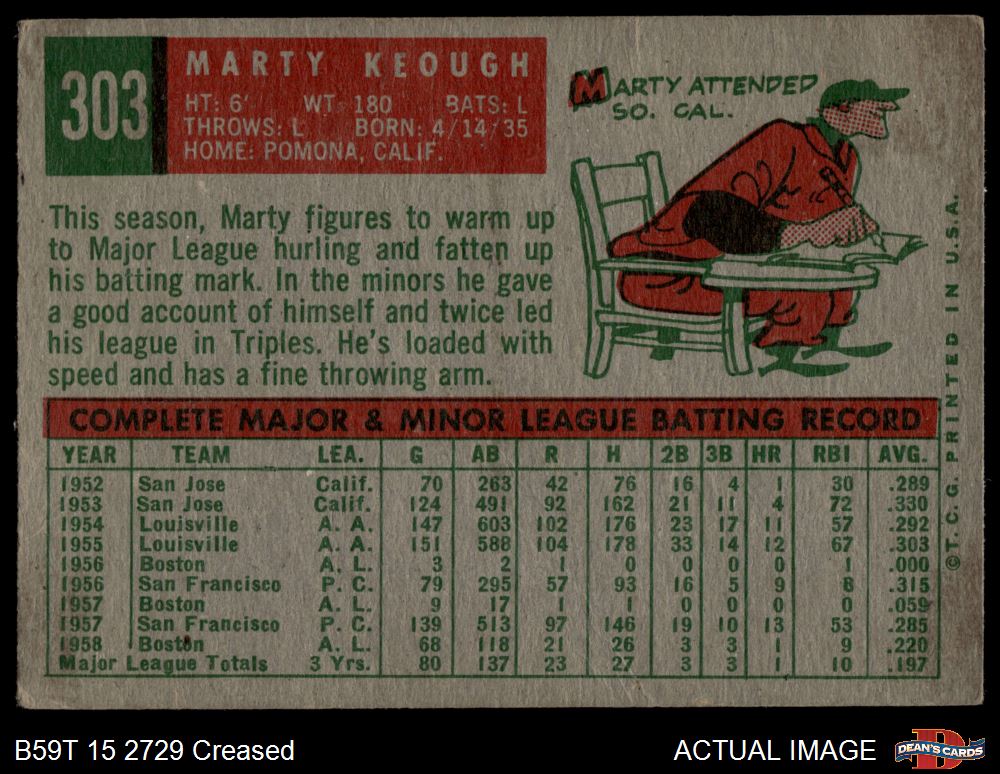 303
MARTY KEOUGH
HT: 6' WT: 180 BATS: L
THROWS: L BORN: 4/14/35
HOME: POMONA, CALIF.
MARTY ATTENDED
SO. CAL.
This season, Marty figures to warm up
to Major League hurling and fatten up
his batting mark. In the minors he gave
a good account of himself and twice led
his league in Triples. He's loaded with
speed and has a fine throwing arm.
COMPLETE MAJOR & MINOR LEAGUE BATTING RECORD
YEAR TEAM LEA. G AB R H 2B 3B HR RBI AVG.
1952 San Jose Calif. 70 263 42 76 16 4 1 30 .289
1953 San Jose Calif. 124 491 92 162 21 11 4 72 .330
1954 Louisville A. A. 147 603 102 176 23 17 11 57 .292
1955 Louisville A. A. 151 588 104 178 33 14 12 67 .303
1956 Boston A. L. 3 2 1 0 0 0 0 1 .000
1956 San Francisco P. C. 79 295 57 93 16 5 9 8 .315
1957 Boston A. L. 9 17 1 1 0 0 0 0 .059
1957 San Francisco P. C. 139 513 97 146 19 10 13 53 .285
1958 Boston A. L. 68 118 21 26 3 3 1 9 .220
Major League Totals 3 Yrs. 80 137 23 27 3 3 1 10 .197
©T. C. G. PRINTED IN U.S.A.
B59T 15 2729 Creased
ACTUAL IMAGE
DEAN'S CARDS